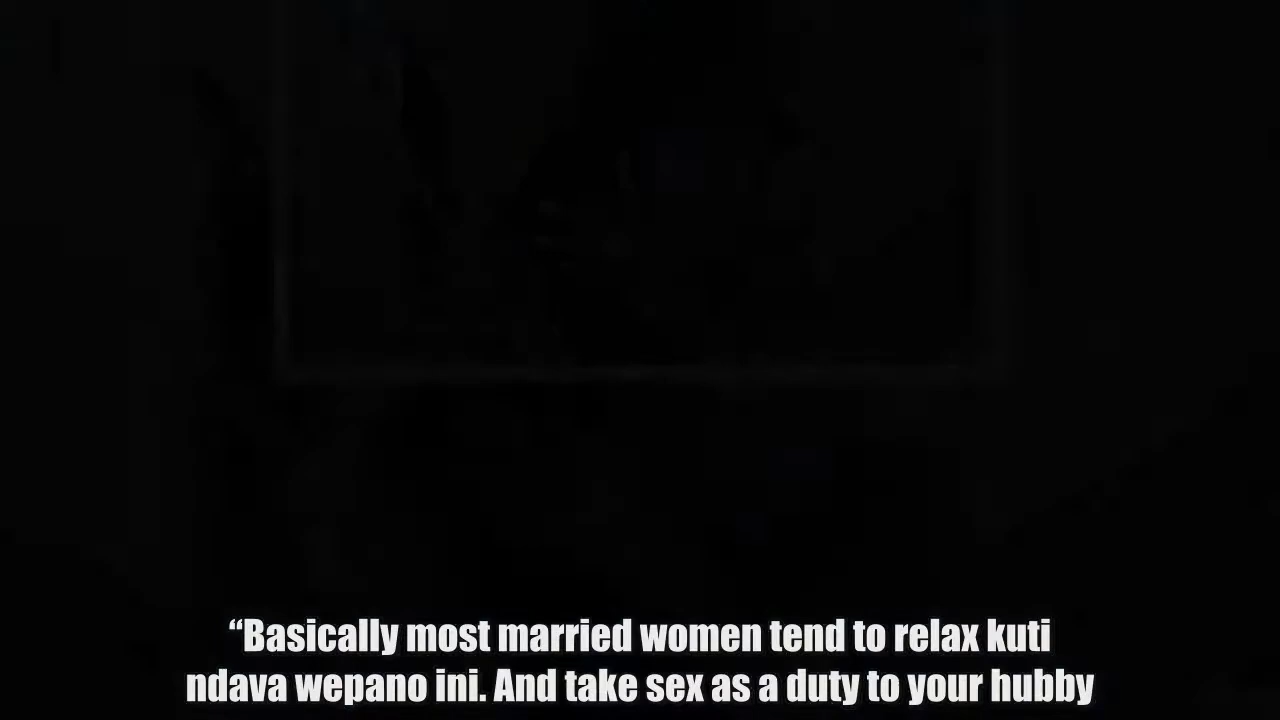 “Basically most married women tend to relax kuti
ndava wepano ini. And take sex as a duty to your hubby